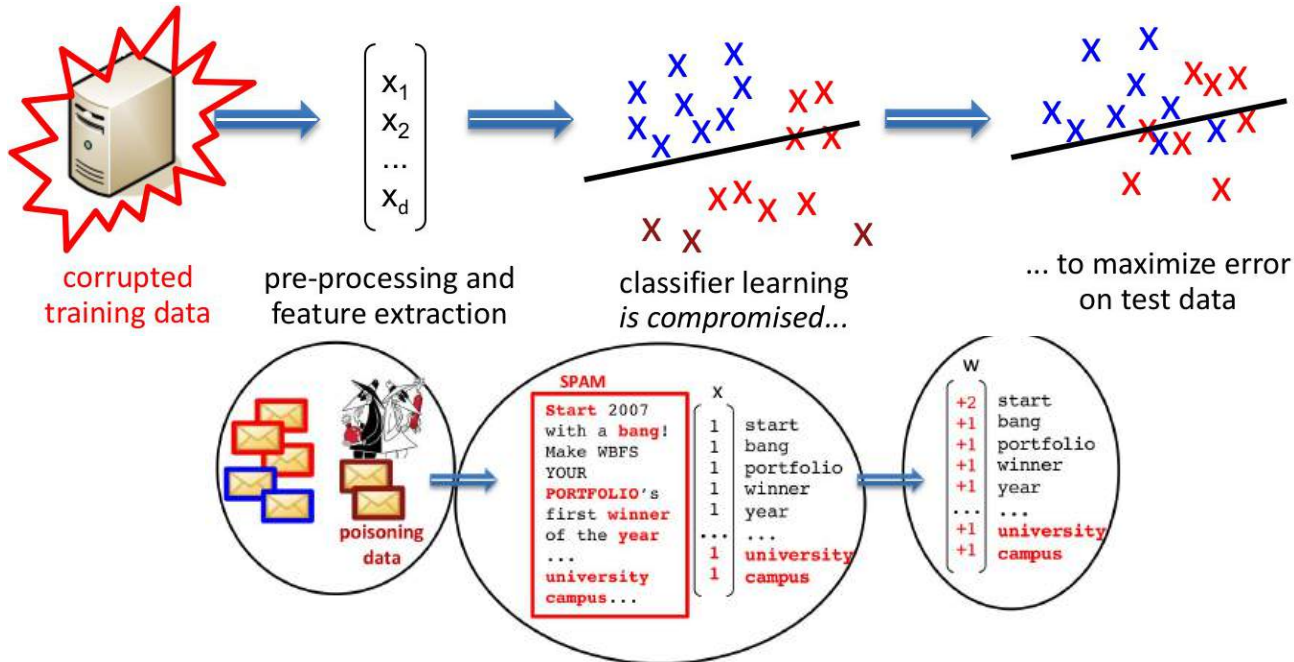 x1
x2
...
xd
corrupted
training data
pre-processing and
feature extraction
classifier learning
is compromised...
... to maximize error
on test data
poisoning
data
SPAM
Start 2007
with a bang!
Make WBFS
YOUR
PORTFOLIO's
first winner
of the year
...
university
campus...
x
1 start
1 bang
1 portfolio
1 winner
1 year
... ...
1 university
1 campus
w
+2 start
+1 bang
+1 portfolio
+1 winner
+1 year
... ...
+1 university
+1 campus